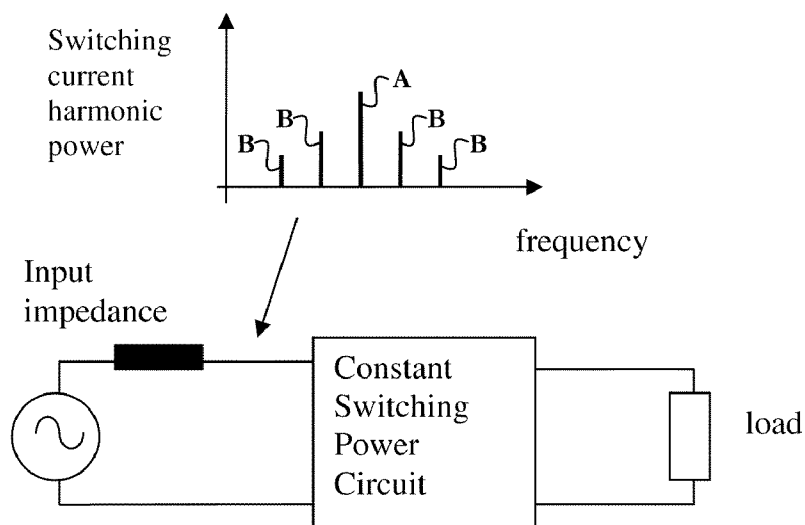 Switching
current
harmonic
power
A
B
B
B
B
frequency
Input
impedance
Constant
Switching
Power
Circuit
load